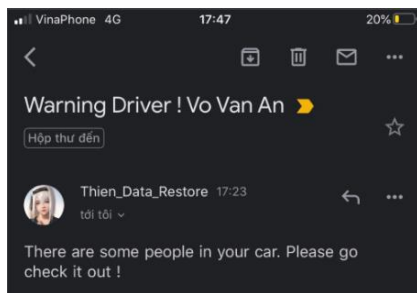 VinaPhone 4G 17:47 20%
Warning Driver ! Vo Van An
Hộp thư đến
Thien_Data_Restore 17:23
tới tôi
There are some people in your car. Please go
check it out !